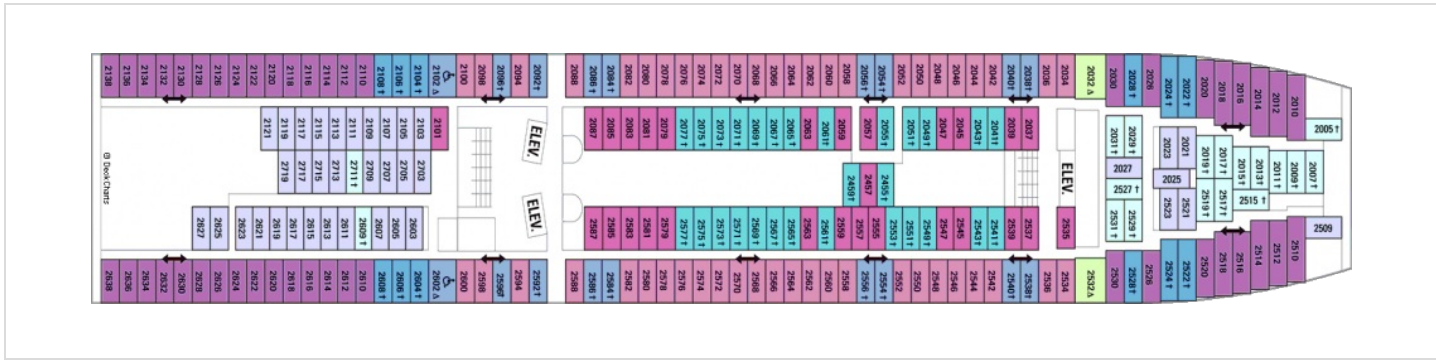 2138 2136 2134 2132 2130 2128 2126 2124 2122 2120 2118 2116 2114 2112 2110 2108† 2106† 2104† 2102 △ 2100 2098 2096† 2094 2092† 2088 2086† 2084† 2082 2080 2078 2076 2074 2072 2070 2068 2066 2064 2062 2060 2058 2056† 2054† 2052 2050 2048 2046 2044 2042 2040† 2038† 2036 2034 2032 △ 2030 2028† 2026 2024† 2022† 2020 2018 2016 2014 2012 2010
2005 †
2121 2119 2117 2115 2113 2111 2109 2107 2105 2103 2101 ELEV. 2087 2085 2083 2081 2079 2077† 2075† 2073† 2071† 2069† 2067† 2065† 2063 2061† 2059 2057 2055† 2051† 2049† 2047 2045 2043† 2041† 2039 2037 2031† 2029† 2023 2021 2019† 2017† 2015† 2013† 2011† 2009† 2007†
2719 2717 2715 2713 2711† 2709 2707 2705 2703 2459† 2457 2455† ELEV. 2027 2025
2527 † 2523 2521 2519† 2517† 2515 †
© DeckCharts
2627 2625 2623 2621 2619 2617 2615 2613 2611 2609† 2607 2605 2603 ELEV. 2587 2585 2583 2581 2579 2577† 2575† 2573† 2571† 2569† 2567† 2565† 2563 2561† 2559 2557 2555 2553† 2551† 2549† 2547 2545 2543† 2541† 2539 2537 2535 2531† 2529† 2509
2638 2636 2634 2632 2630 2628 2626 2624 2622 2620 2618 2616 2614 2612 2610 2608† 2606† 2604† 2602 △ 2600 2598 2596† 2594 2592† 2588 2586† 2584† 2582 2580 2578 2576 2574 2572 2570 2568 2566 2564 2562 2560 2558 2556† 2554† 2552 2550 2548 2546 2544 2542 2540† 2538† 2536 2534 2532 △ 2530 2528† 2526 2524† 2522† 2520 2518 2516 2514 2512 2510